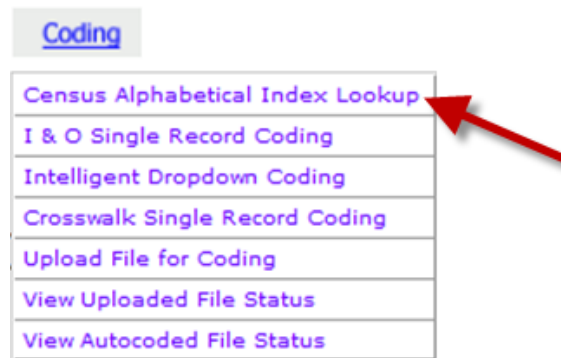 Coding
Census Alphabetical Index Lookup
I & O Single Record Coding
Intelligent Dropdown Coding
Crosswalk Single Record Coding
Upload File for Coding
View Uploaded File Status
View Autocoded File Status